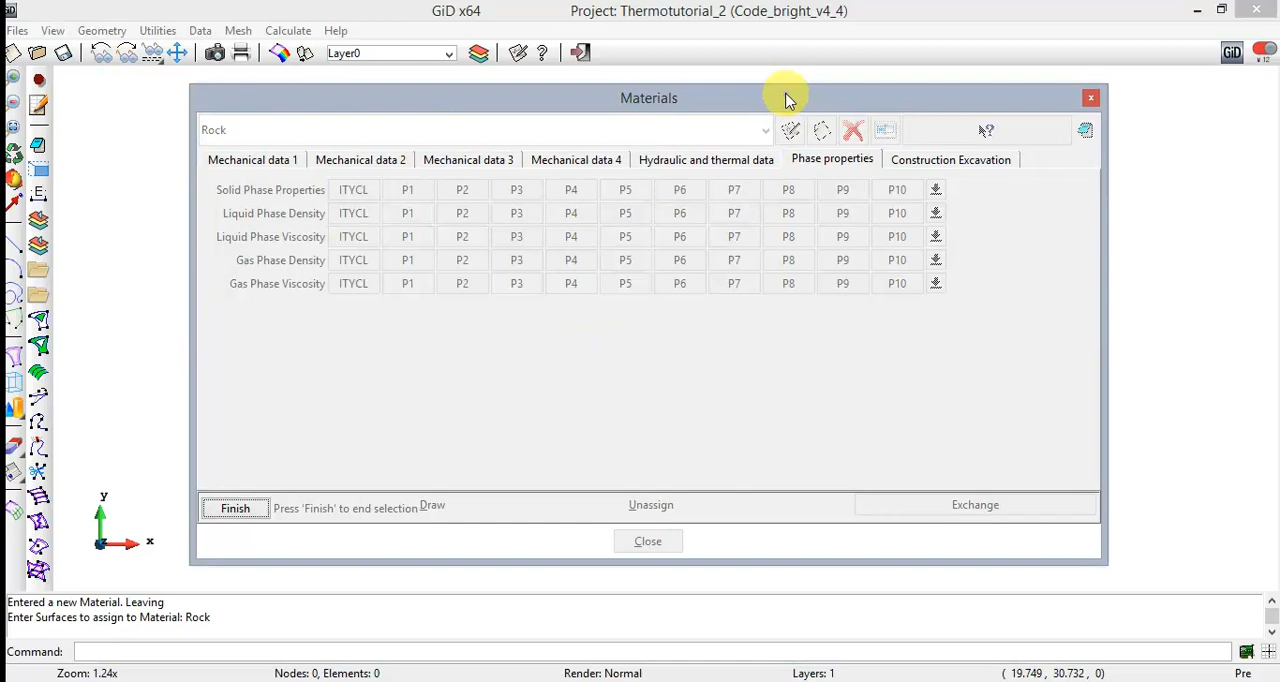 GiD
GiD x64
Project: Thermotutorial_2 (Code_bright_v4_4)
Files View Geometry Utilities Data Mesh Calculate Help
Layer0
GiD
v 12
Materials
Rock
Mechanical data 1 Mechanical data 2 Mechanical data 3 Mechanical data 4 Hydraulic and thermal data Phase properties Construction Excavation
Solid Phase Properties ITYCL P1 P2 P3 P4 P5 P6 P7 P8 P9 P10
Liquid Phase Density ITYCL P1 P2 P3 P4 P5 P6 P7 P8 P9 P10
Liquid Phase Viscosity ITYCL P1 P2 P3 P4 P5 P6 P7 P8 P9 P10
Gas Phase Density ITYCL P1 P2 P3 P4 P5 P6 P7 P8 P9 P10
Gas Phase Viscosity ITYCL P1 P2 P3 P4 P5 P6 P7 P8 P9 P10
Finish Press 'Finish' to end selection Draw Unassign Exchange
Close
y
z
x
Entered a new Material. Leaving
Enter Surfaces to assign to Material: Rock
Command:
Zoom: 1.24x Nodes: 0, Elements: 0 Render: Normal Layers: 1 ( 19.749 , 30.732, 0) Pre